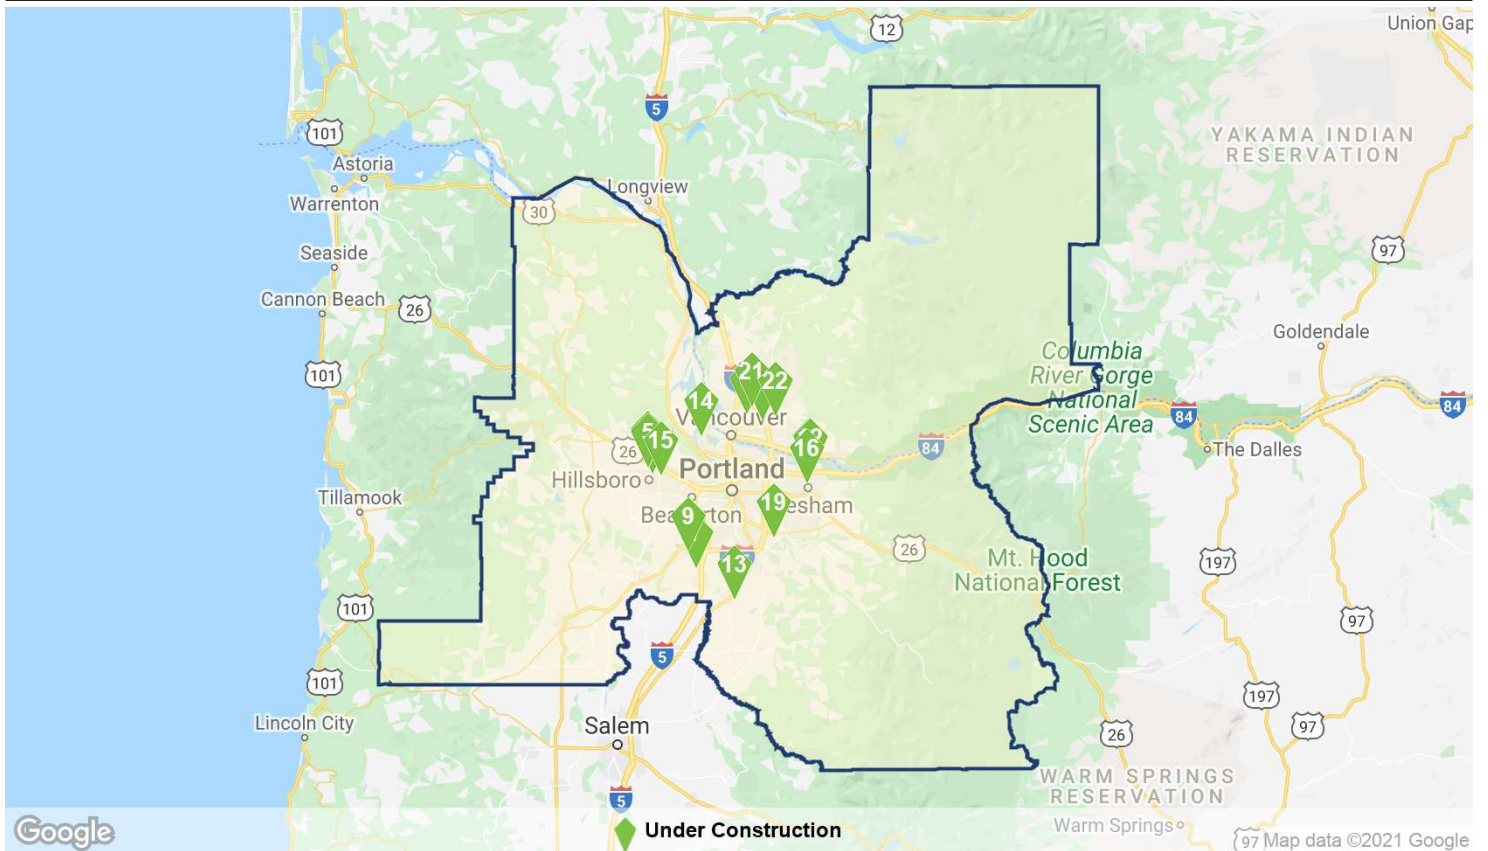 12
Union Gap
5
101
YAKAMA INDIAN
RESERVATION
Astoria
Longview
Warrenton
30
97
Seaside
Cannon Beach
26
Goldendale
Columbia
River Gorge
National
Scenic Area
101
21
22
14
84
84
Vancouver
5
15
16
84
26
The Dalles
Portland
Hillsboro
Tillamook
19
9
26
Mt. Hood
National Forest
197
13
101
97
5
101
197
Lincoln City
Salem
97
26
WARM SPRINGS
RESERVATION
5
Warm Springs
Google
Under Construction
97
Map data ©2021 Google